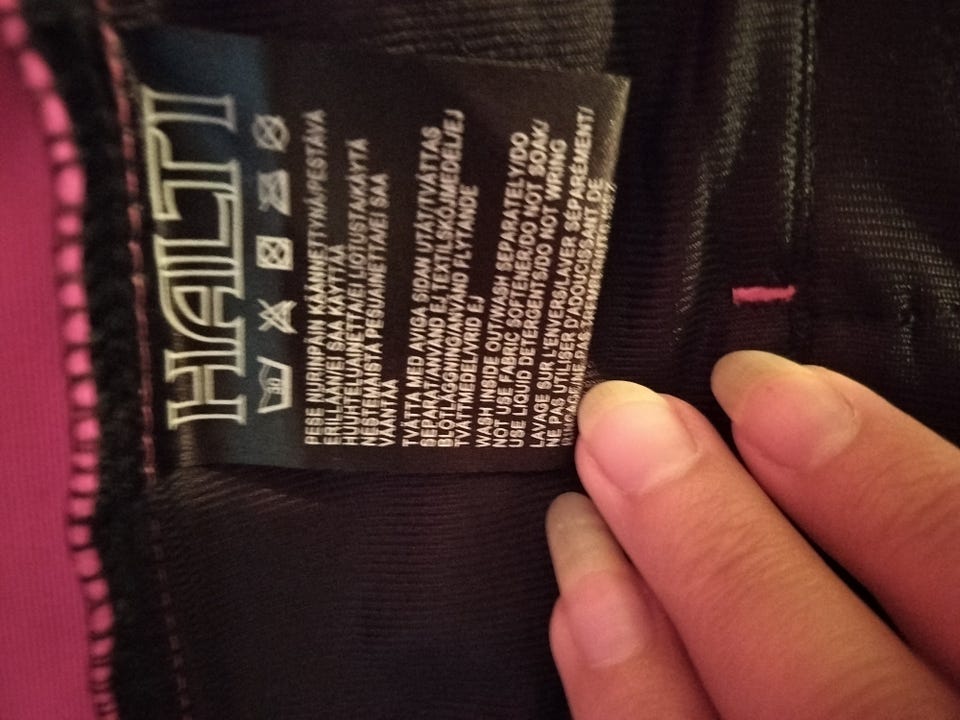 HALTI
30
PESE NURINPÄIN KÄÄNNETTYNÄ/PESTÄVÄ
ERILLÄÄN/EI SAA KÄYTTÄÄ
HUUHTELUAINETTA/EI LIOTUSTA/KÄYTÄ
NESTEMÄISTÄ PESUAINETTA/EI SAA
VÄÄNTÄÄ
TVÄTTA MED AVIGA SIDAN UTÅT/TVÄTTAS
SEPARAT/ANVÄND EJ TEXTILSKÖJMEDEL/EJ
BLÖTLÄGGNING/ANVÄND FLYTANDE
TVÄTTMEDEL/VRID EJ
WASH INSIDE OUT/WASH SEPARATELY/DO
NOT USE FABRIC SOFTENER/DO NOT SOAK/
USE LIQUID DETERGENTS/DO NOT WRING
LAVAGE SUR L'ENVERS/LAVER SÉPARÉMENT/
NE PAS UTILISER D'ADOUCISSANT DE